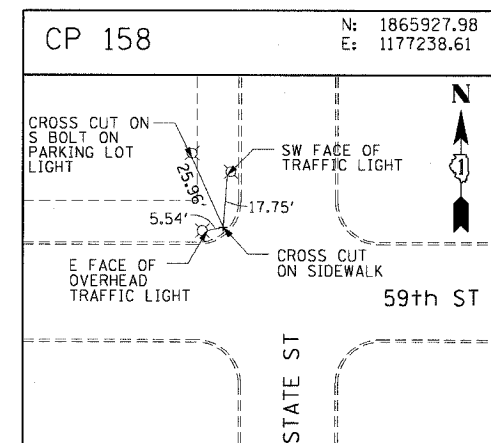 CP 158
N: 1865927.98
E: 1177238.61
CROSS CUT ON
S BOLT ON
PARKING LOT
LIGHT
N
SW FACE OF
TRAFFIC LIGHT
25.96'
17.75'
5.54'
E FACE OF
OVERHEAD
TRAFFIC LIGHT
CROSS CUT
ON SIDEWALK
59th ST
STATE ST